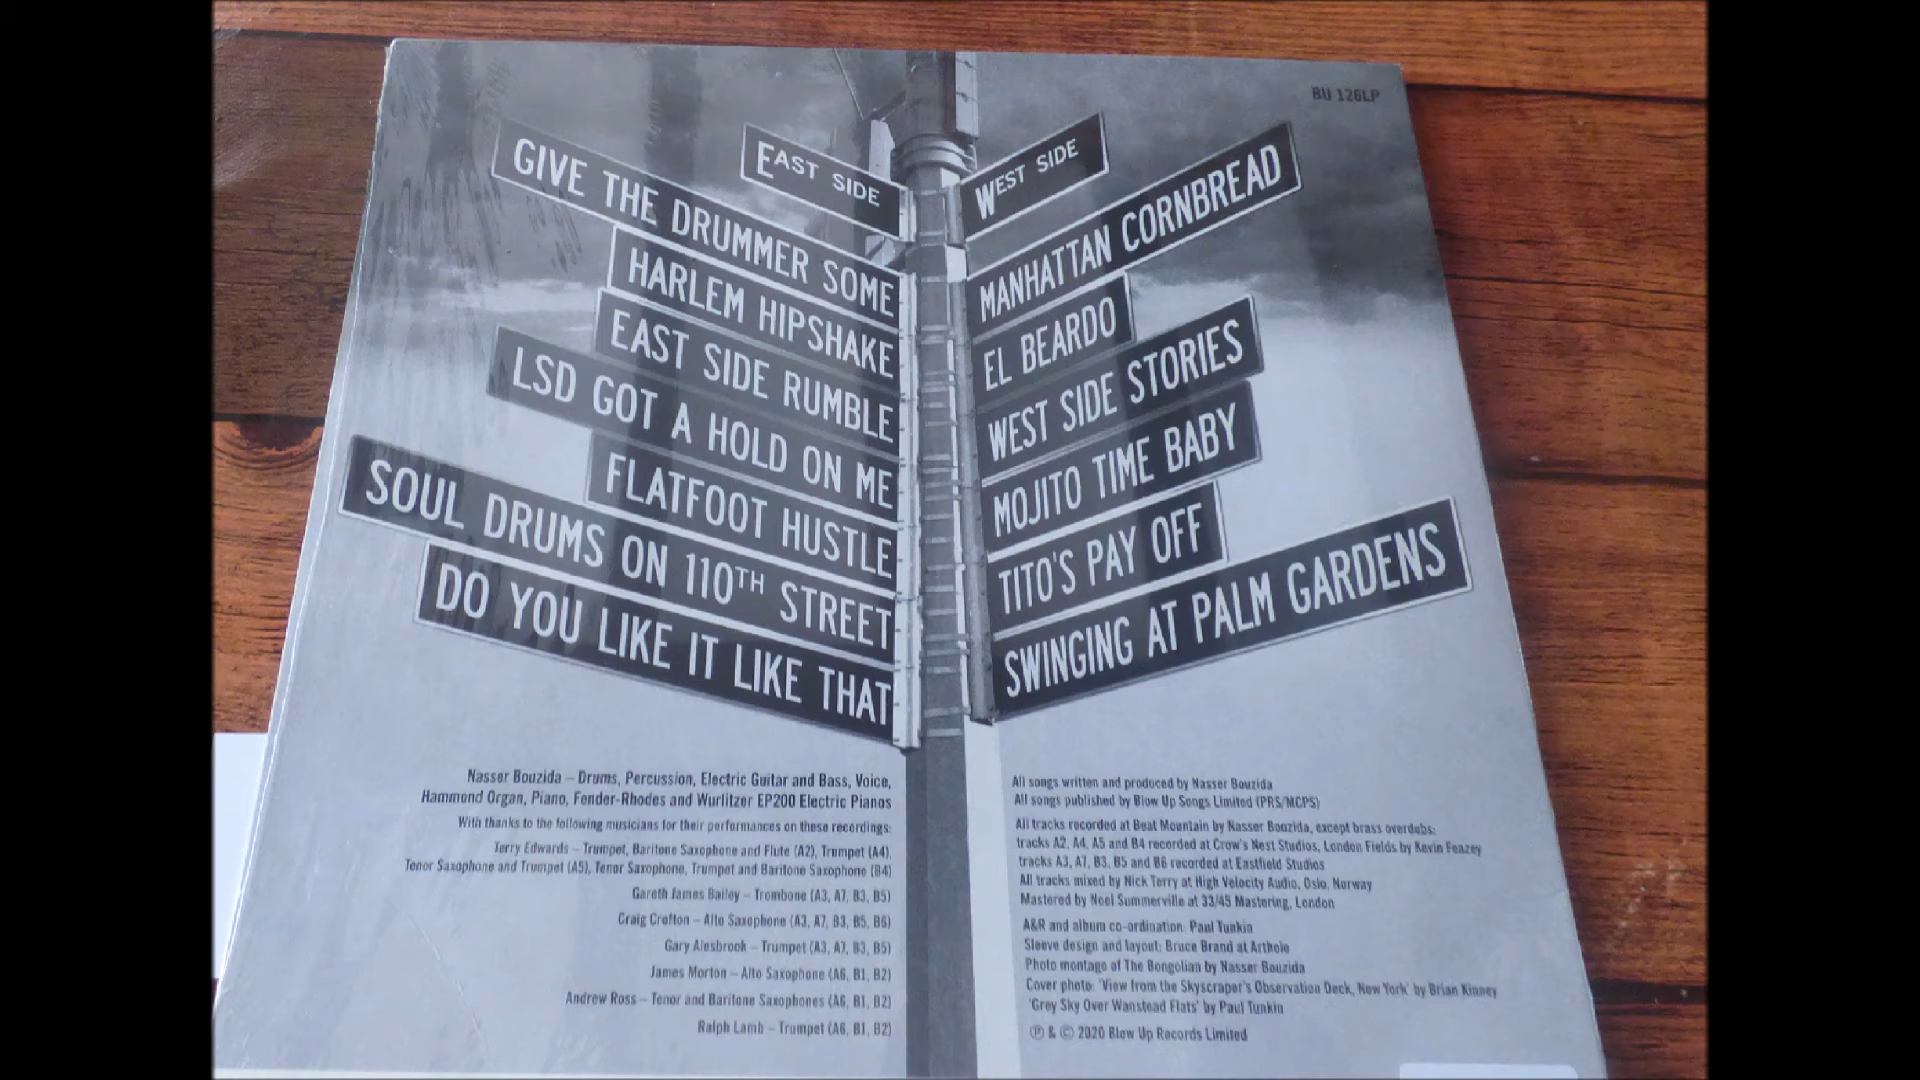 BU 126LP
EAST SIDE
GIVE THE DRUMMER SOME
HARLEM HIPSHAKE
EAST SIDE RUMBLE
LSD GOT A HOLD ON ME
FLATFOOT HUSTLE
SOUL DRUMS ON 110TH STREET
DO YOU LIKE IT LIKE THAT
WEST SIDE
MANHATTAN CORNBREAD
EL BEARDO
WEST SIDE STORIES
MOJITO TIME BABY
TITO'S PAY OFF
SWINGING AT PALM GARDENS
Nasser Bouzida – Drums, Percussion, Electric Guitar and Bass, Voice,
Hammond Organ, Piano, Fender-Rhodes and Wurlitzer EP200 Electric Pianos
With thanks to the following musicians for their performances on these recordings:
Terry Edwards – Trumpet, Baritone Saxophone and Flute (A2), Trumpet (A4),
Tenor Saxophone and Trumpet (A5), Tenor Saxophone, Trumpet and Baritone Saxophone (B4)
Gareth James Bailey – Trombone (A3, A7, B3, B5)
Craig Crofton – Alto Saxophone (A3, A7, B3, B5, B6)
Gary Alesbrook – Trumpet (A3, A7, B3, B5)
James Morton – Alto Saxophone (A6, B1, B2)
Andrew Ross – Tenor and Baritone Saxophones (A6, B1, B2)
Ralph Lamb – Trumpet (A6, B1, B2)
All songs written and produced by Nasser Bouzida
All songs published by Blow Up Songs Limited (PRS/MCPS)
All tracks recorded at Beat Mountain by Nasser Bouzida, except brass overdubs:
tracks A2, A4, A5 and B4 recorded at Crow's Nest Studios, London Fields by Kevin Feazey
tracks A3, A7, B3, B5 and B6 recorded at Eastfield Studios
All tracks mixed by Nick Terry at High Velocity Audio, Oslo, Norway
Mastered by Noel Summerville at 33/45 Mastering, London
A&R and album co-ordination: Paul Tunkin
Sleeve design and layout: Bruce Brand at Arthole
Photo montage of The Bongolian by Nasser Bouzida
Cover photo: 'View from the Skyscraper's Observation Deck, New York' by Brian Kinney
'Grey Sky Over Wanstead Flats' by Paul Tunkin
℗ & © 2020 Blow Up Records Limited